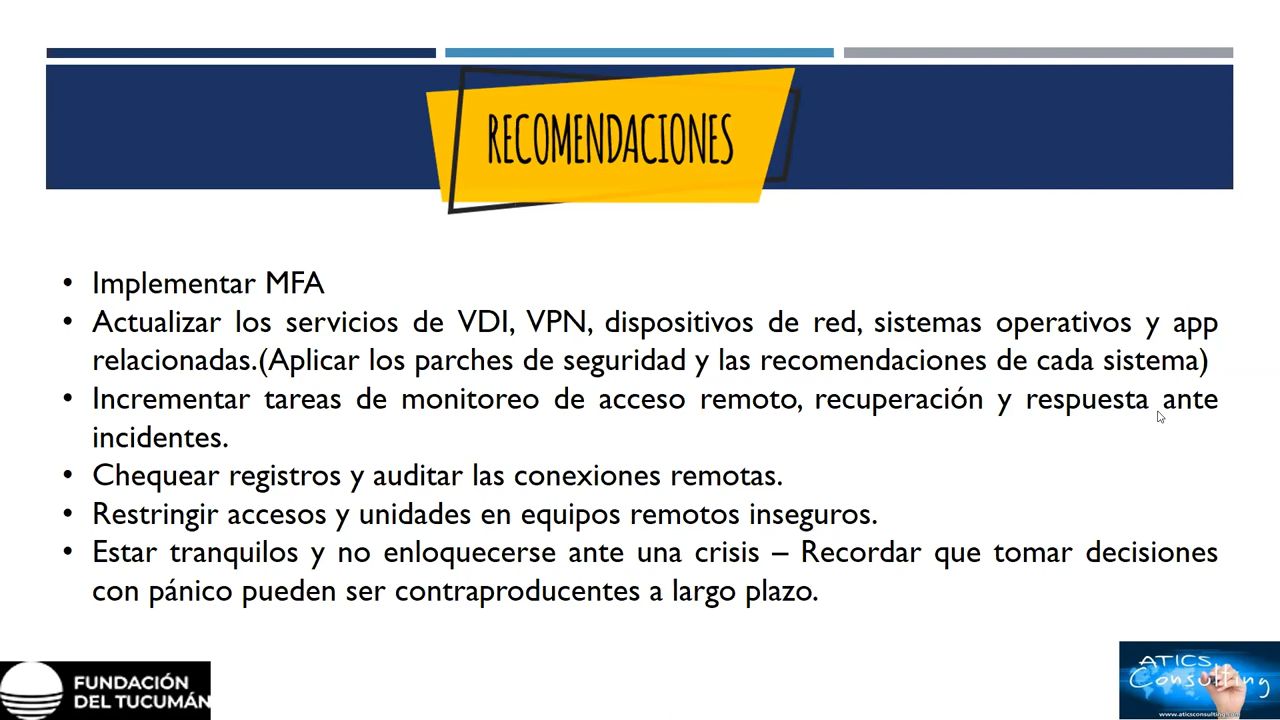 RECOMENDACIONES
• Implementar MFA
• Actualizar los servicios de VDI, VPN, dispositivos de red, sistemas operativos y app
relacionadas.(Aplicar los parches de seguridad y las recomendaciones de cada sistema)
• Incrementar tareas de monitoreo de acceso remoto, recuperación y respuesta ante
incidentes.
• Chequear registros y auditar las conexiones remotas.
• Restringir accesos y unidades en equipos remotos inseguros.
• Estar tranquilos y no enloquecerse ante una crisis – Recordar que tomar decisiones
con pánico pueden ser contraproducentes a largo plazo.
FUNDACIÓN
DEL TUCUMÁN
ATICS
Consulting